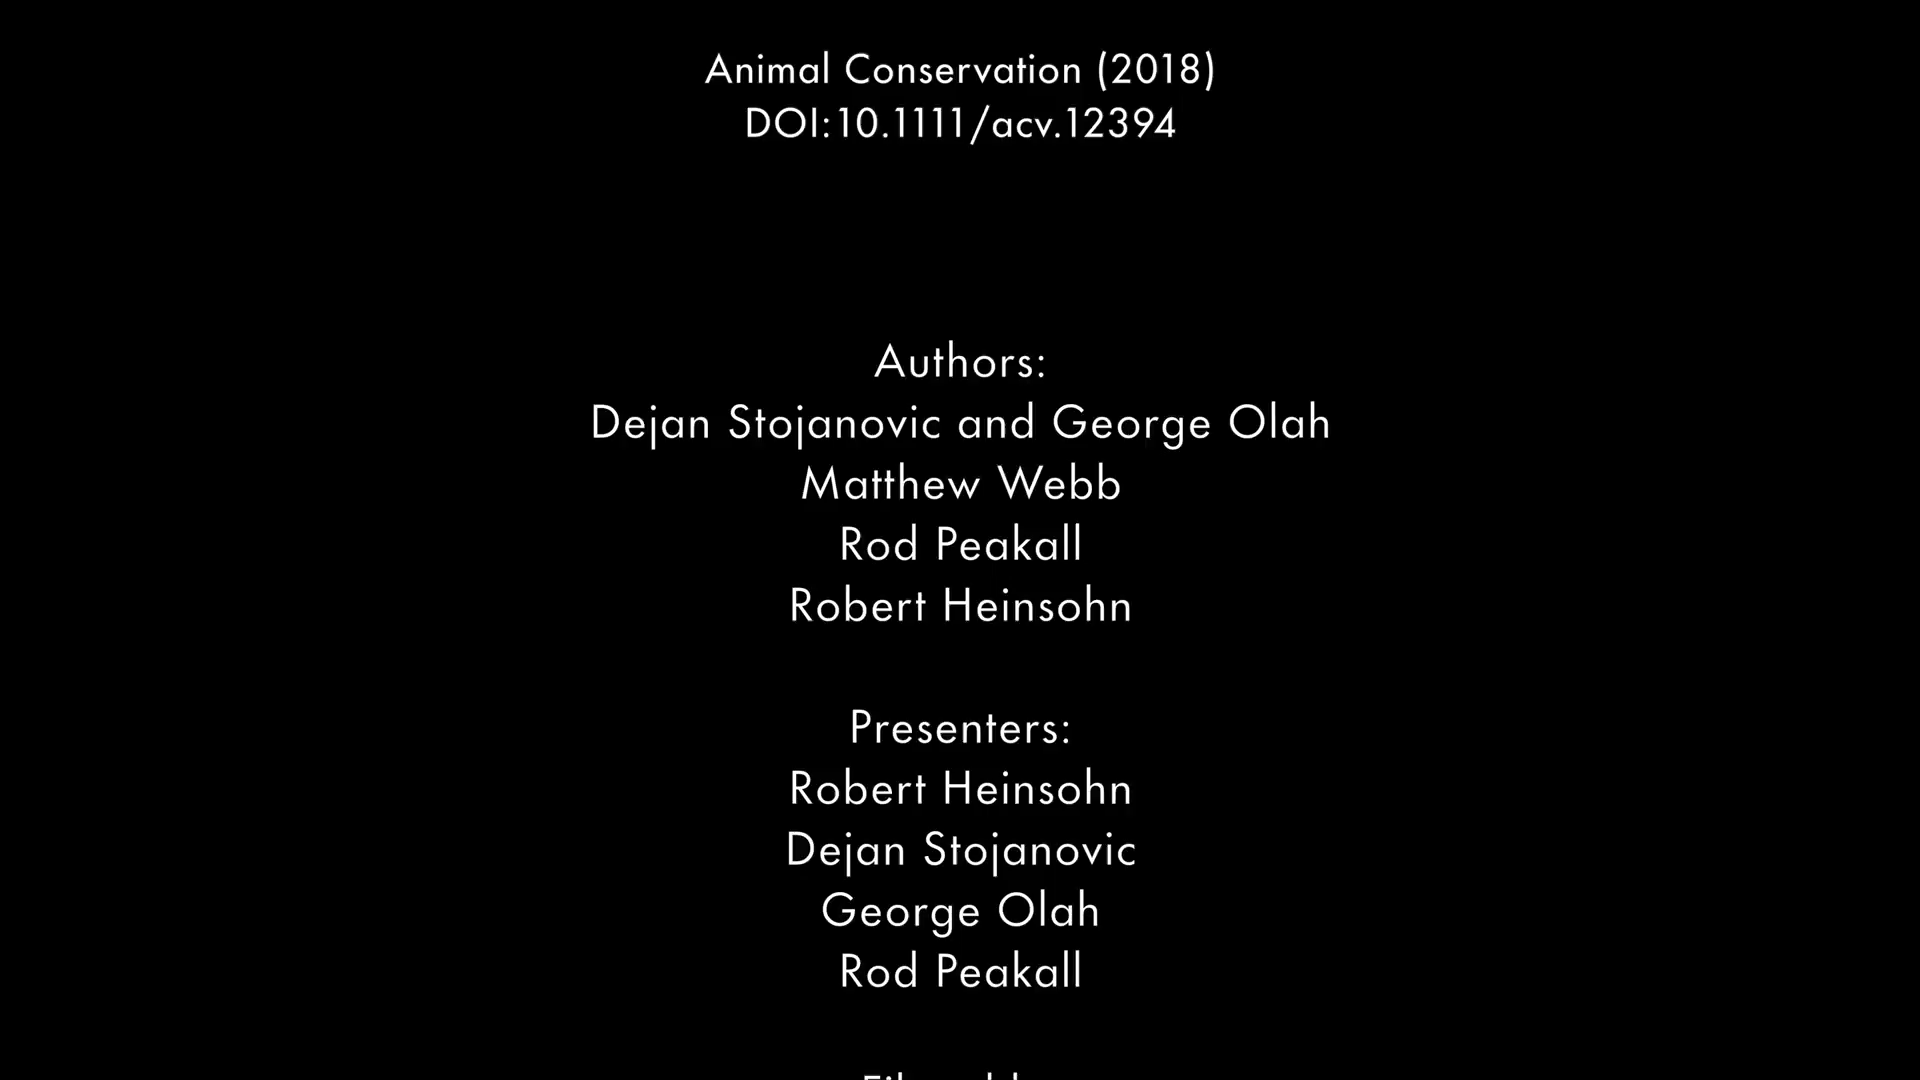 Animal Conservation (2018)
DOI:10.1111/acv.12394
Authors:
Dejan Stojanovic and George Olah
Matthew Webb
Rod Peakall
Robert Heinsohn
Presenters:
Robert Heinsohn
Dejan Stojanovic
George Olah
Rod Peakall